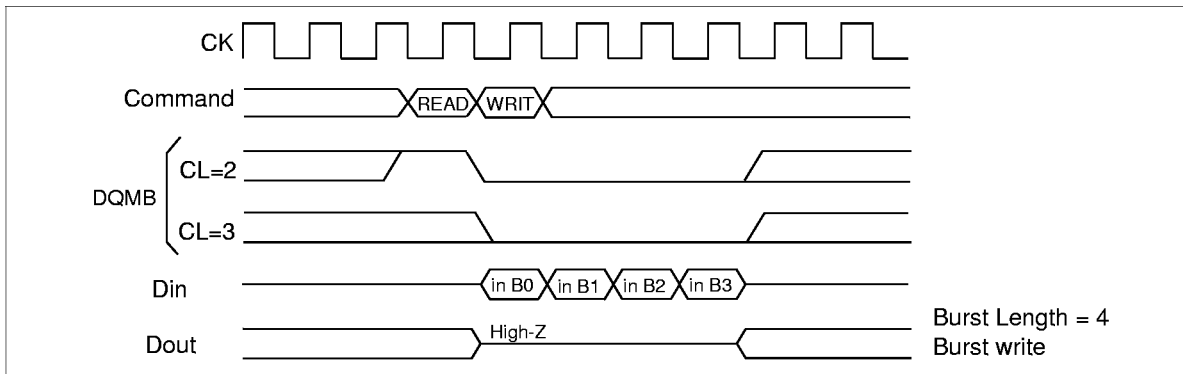 CK
Command
READ WRIT
DQMB
CL=2
CL=3
Din
in B0 in B1 in B2 in B3
Dout
High-Z
Burst Length = 4
Burst write